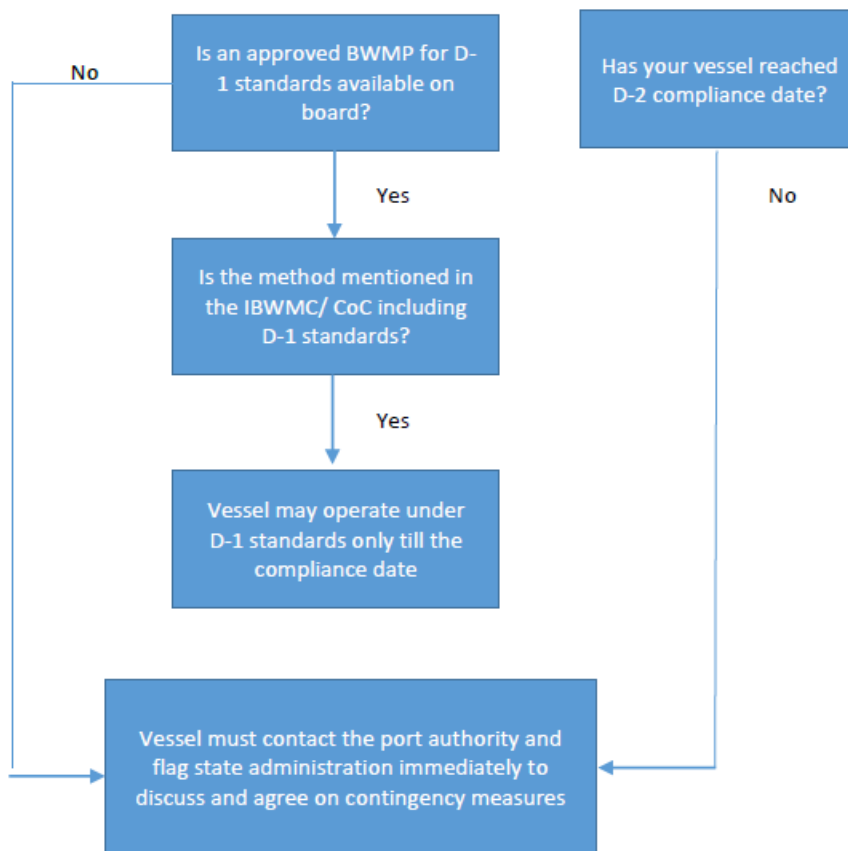 Is an approved BWMP for D-
1 standards available on
board?
No
Has your vessel reached
D-2 compliance date?
Yes
No
Is the method mentioned in
the IBWMC/ CoC including
D-1 standards?
Yes
Vessel may operate under
D-1 standards only till the
compliance date
Vessel must contact the port authority and
flag state administration immediately to
discuss and agree on contingency measures